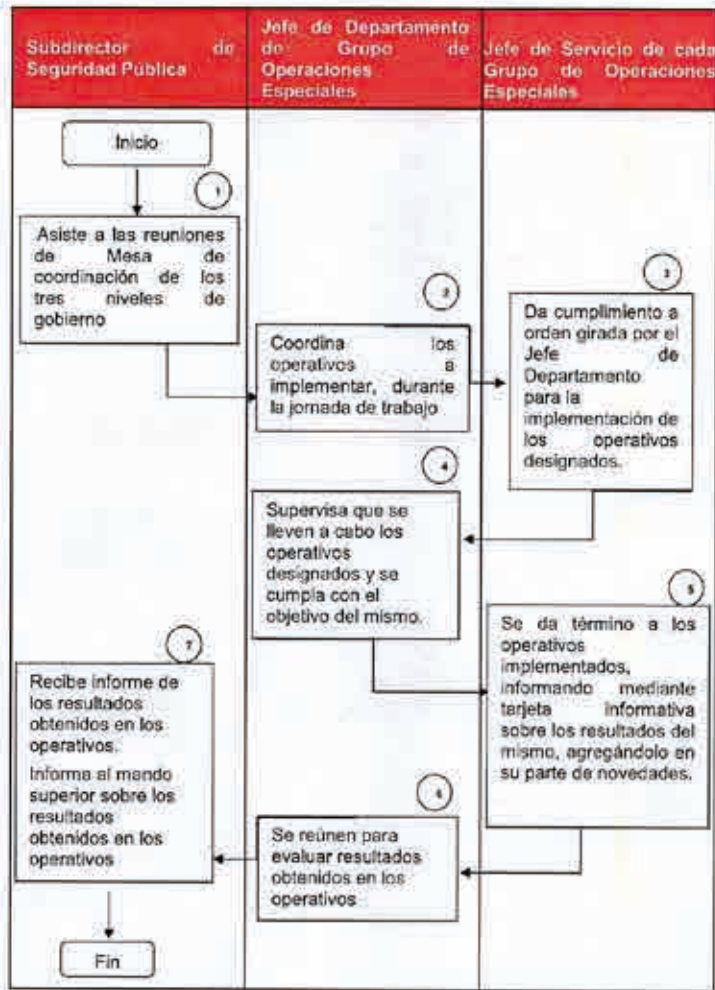 Subdirector de
Seguridad Pública
Jefe de Departamento
de Grupo de
Operaciones
Especiales
Jefe de Servicio de cada
Grupo de Operaciones
Especiales
Inicio
1
Asiste a las reuniones
de Mesa de
coordinación de los
tres niveles de
gobierno
2
Coordina los
operativos a
implementar, durante
la jornada de trabajo
3
Da cumplimiento a
orden girada por el
Jefe de
Departamento
para la
implementación de
los operativos
designados.
4
Supervisa que se
lleven a cabo los
operativos
designados y se
cumpla con el
objetivo del mismo.
5
Se da término a los
operativos
implementados,
informando mediante
tarjeta informativa
sobre los resultados del
mismo, agregándolo en
su parte de novedades.
6
Se reúnen para
evaluar resultados
obtenidos en los
operativos
7
Recibe informe de
los resultados
obtenidos en los
operativos.
Informa al mando
superior sobre los
resultados
obtenidos en los
operativos
Fin